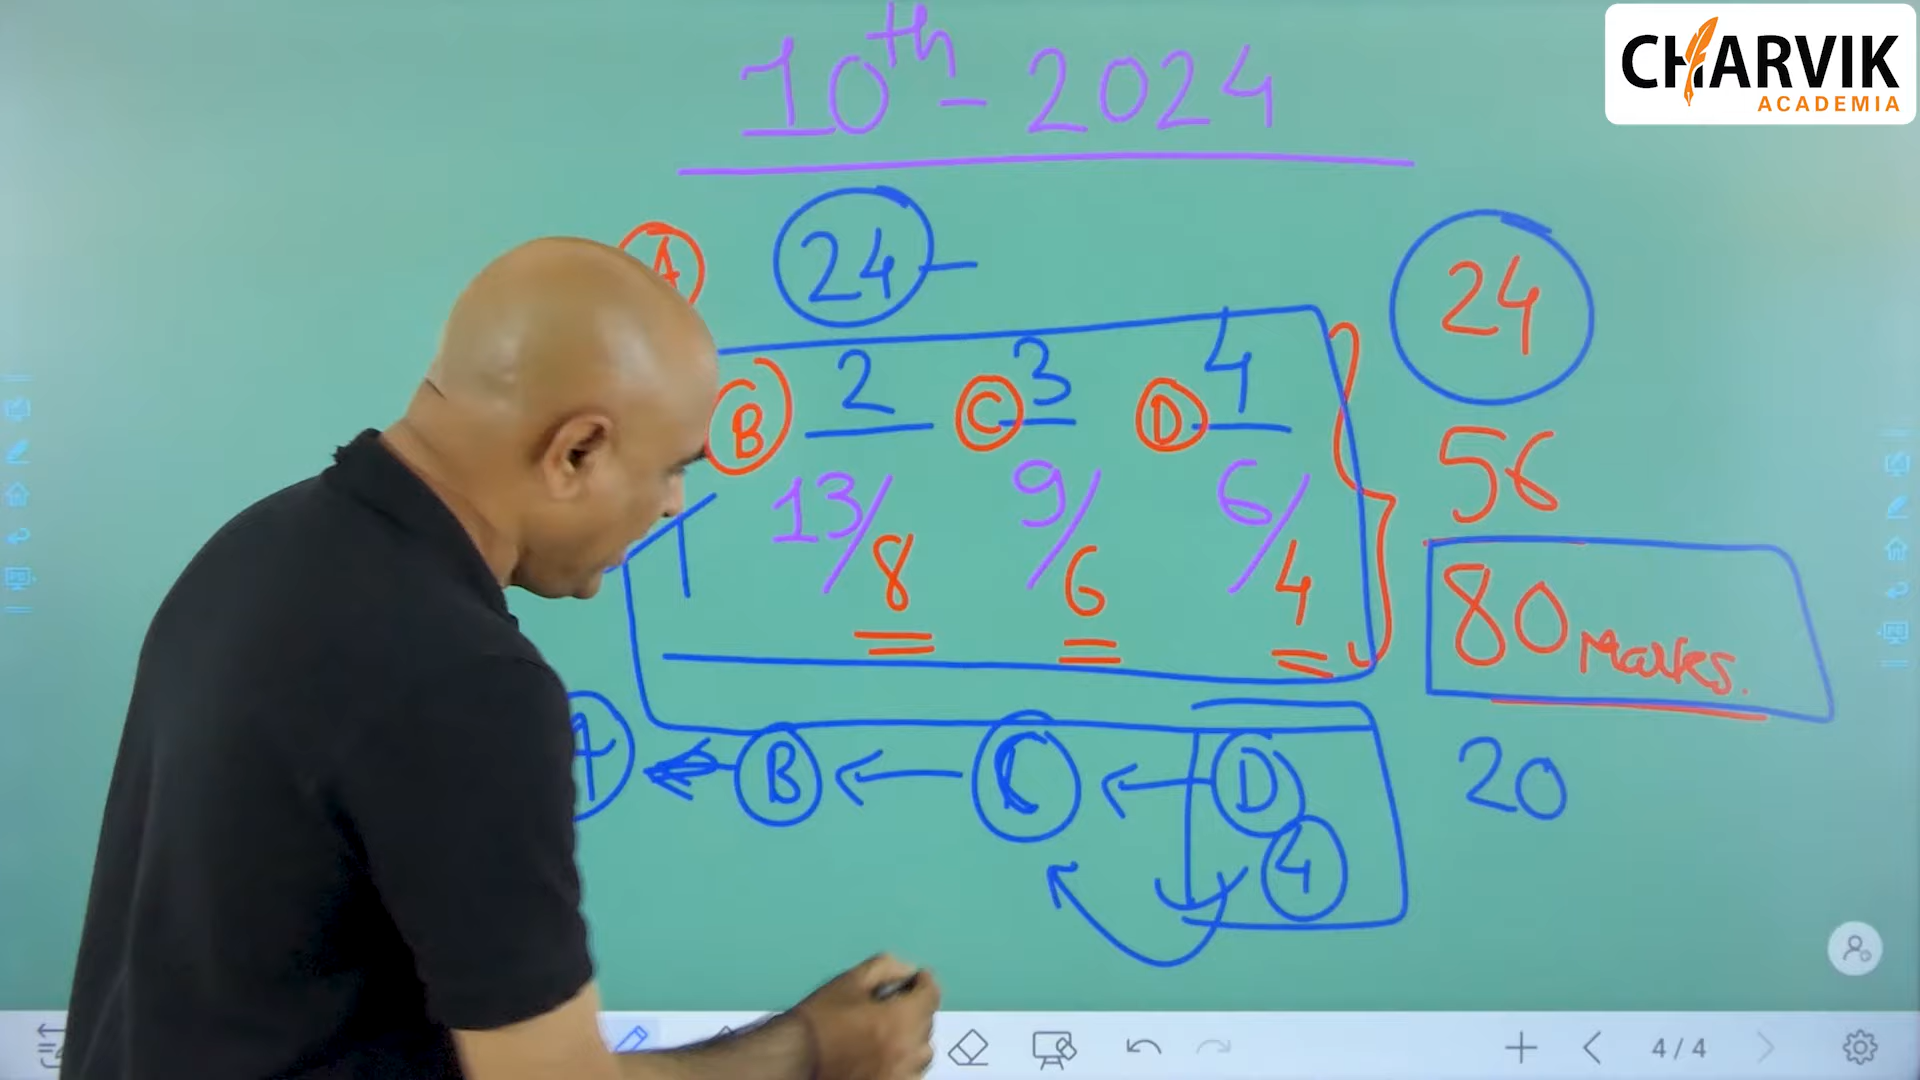 CHARVIK
ACADEMIA
10th - 2024
A 24 - 24
B 2 C 3 D 4
13/8 9/6 6/4
56
80 Marks.
A B C D
4
20
4/4